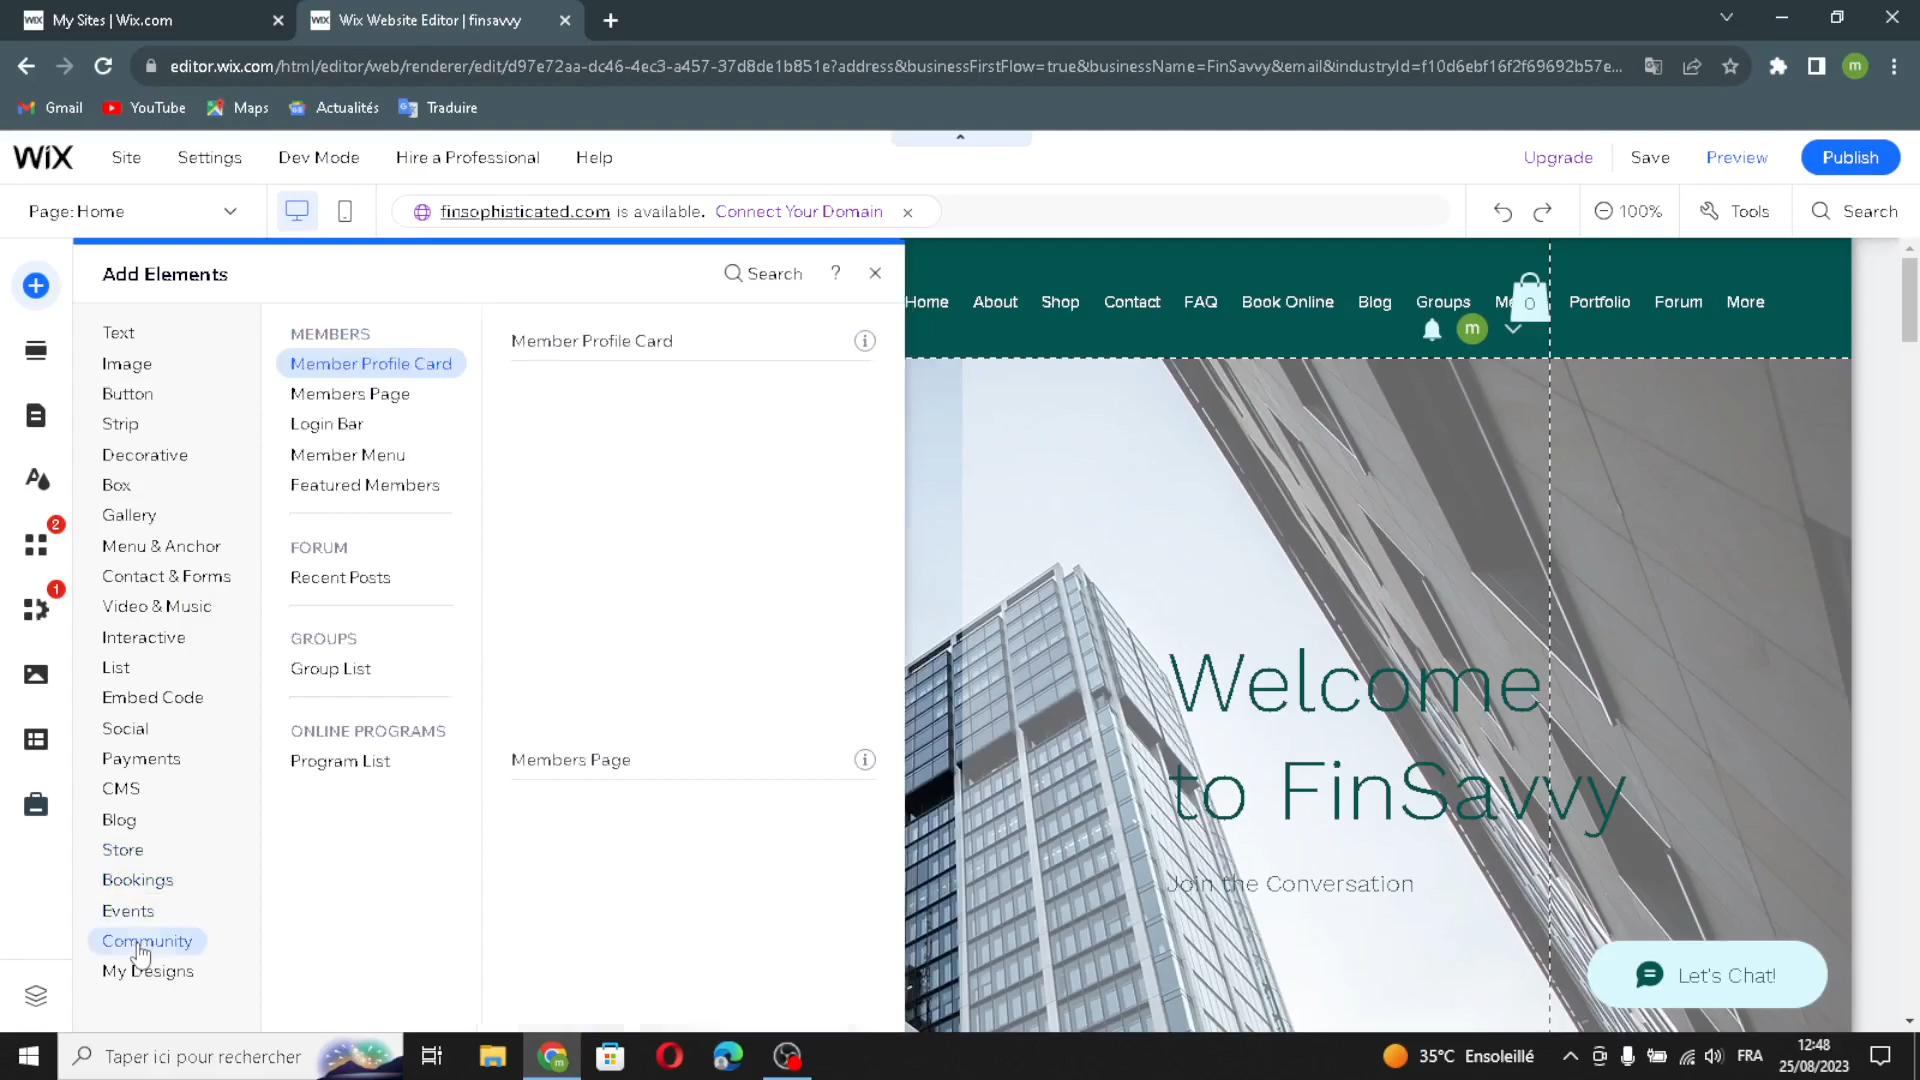 WiX My Sites | Wix.com
WiX Wix Website Editor | finsavvy
editor.wix.com/html/editor/web/renderer/edit/d97e72aa-dc46-4ec3-a457-37d8de1b851e?address&businessFirstFlow=true&businessName=FinSavvy&email&industryId=f10d6ebf16f2f69692b57e... m
Gmail YouTube Maps Actualités Traduire
WiX Site Settings Dev Mode Hire a Professional Help Upgrade Save Preview Publish
Page: Home finsophisticated.com is available. Connect Your Domain 100% Tools Search
Add Elements Search ?
Home About Shop Contact FAQ Book Online Blog Groups Me 0 Portfolio Forum More
m
2
1
Text
Image
Button
Strip
Decorative
Box
Gallery
Menu & Anchor
Contact & Forms
Video & Music
Interactive
List
Embed Code
Social
Payments
CMS
Blog
Store
Bookings
Events
Community
My Designs
MEMBERS
Member Profile Card
Members Page
Login Bar
Member Menu
Featured Members
FORUM
Recent Posts
GROUPS
Group List
ONLINE PROGRAMS
Program List
Member Profile Card
Members Page
Welcome
to FinSavvy
Join the Conversation
Let's Chat!
Taper ici pour rechercher
35°C Ensoleillé FRA 12:48
25/08/2023